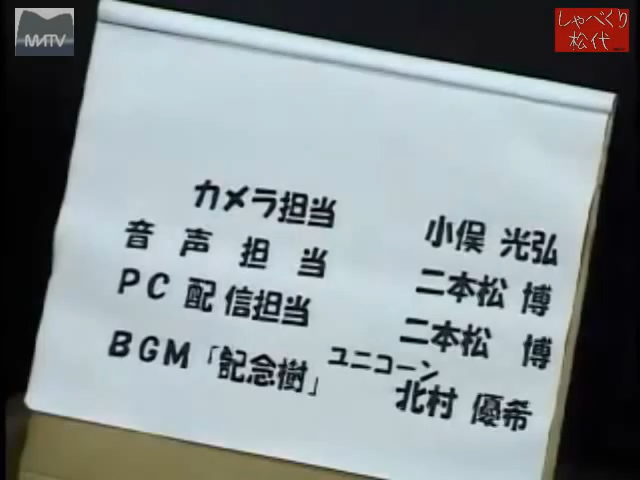 MATV
しゃべくり
松代
カメラ担当 小俣 光弘
音声担当 二本松 博
PC配信担当 二本松 博
BGM「記念樹」 ユニコーン 北村 優希